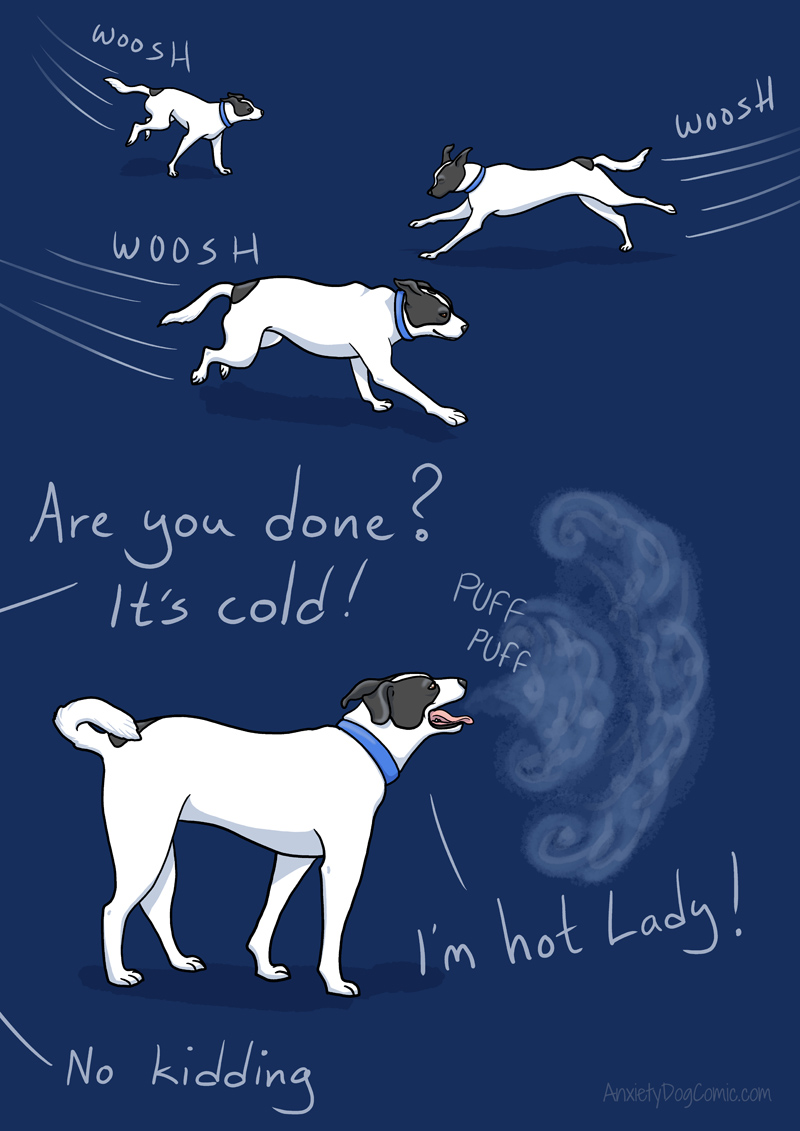 WOOSH
WOOSH
WOOSH
Are you done?
It's cold!
PUFF
PUFF
I'm hot Lady!
No kidding
AnxietyDogComic.com